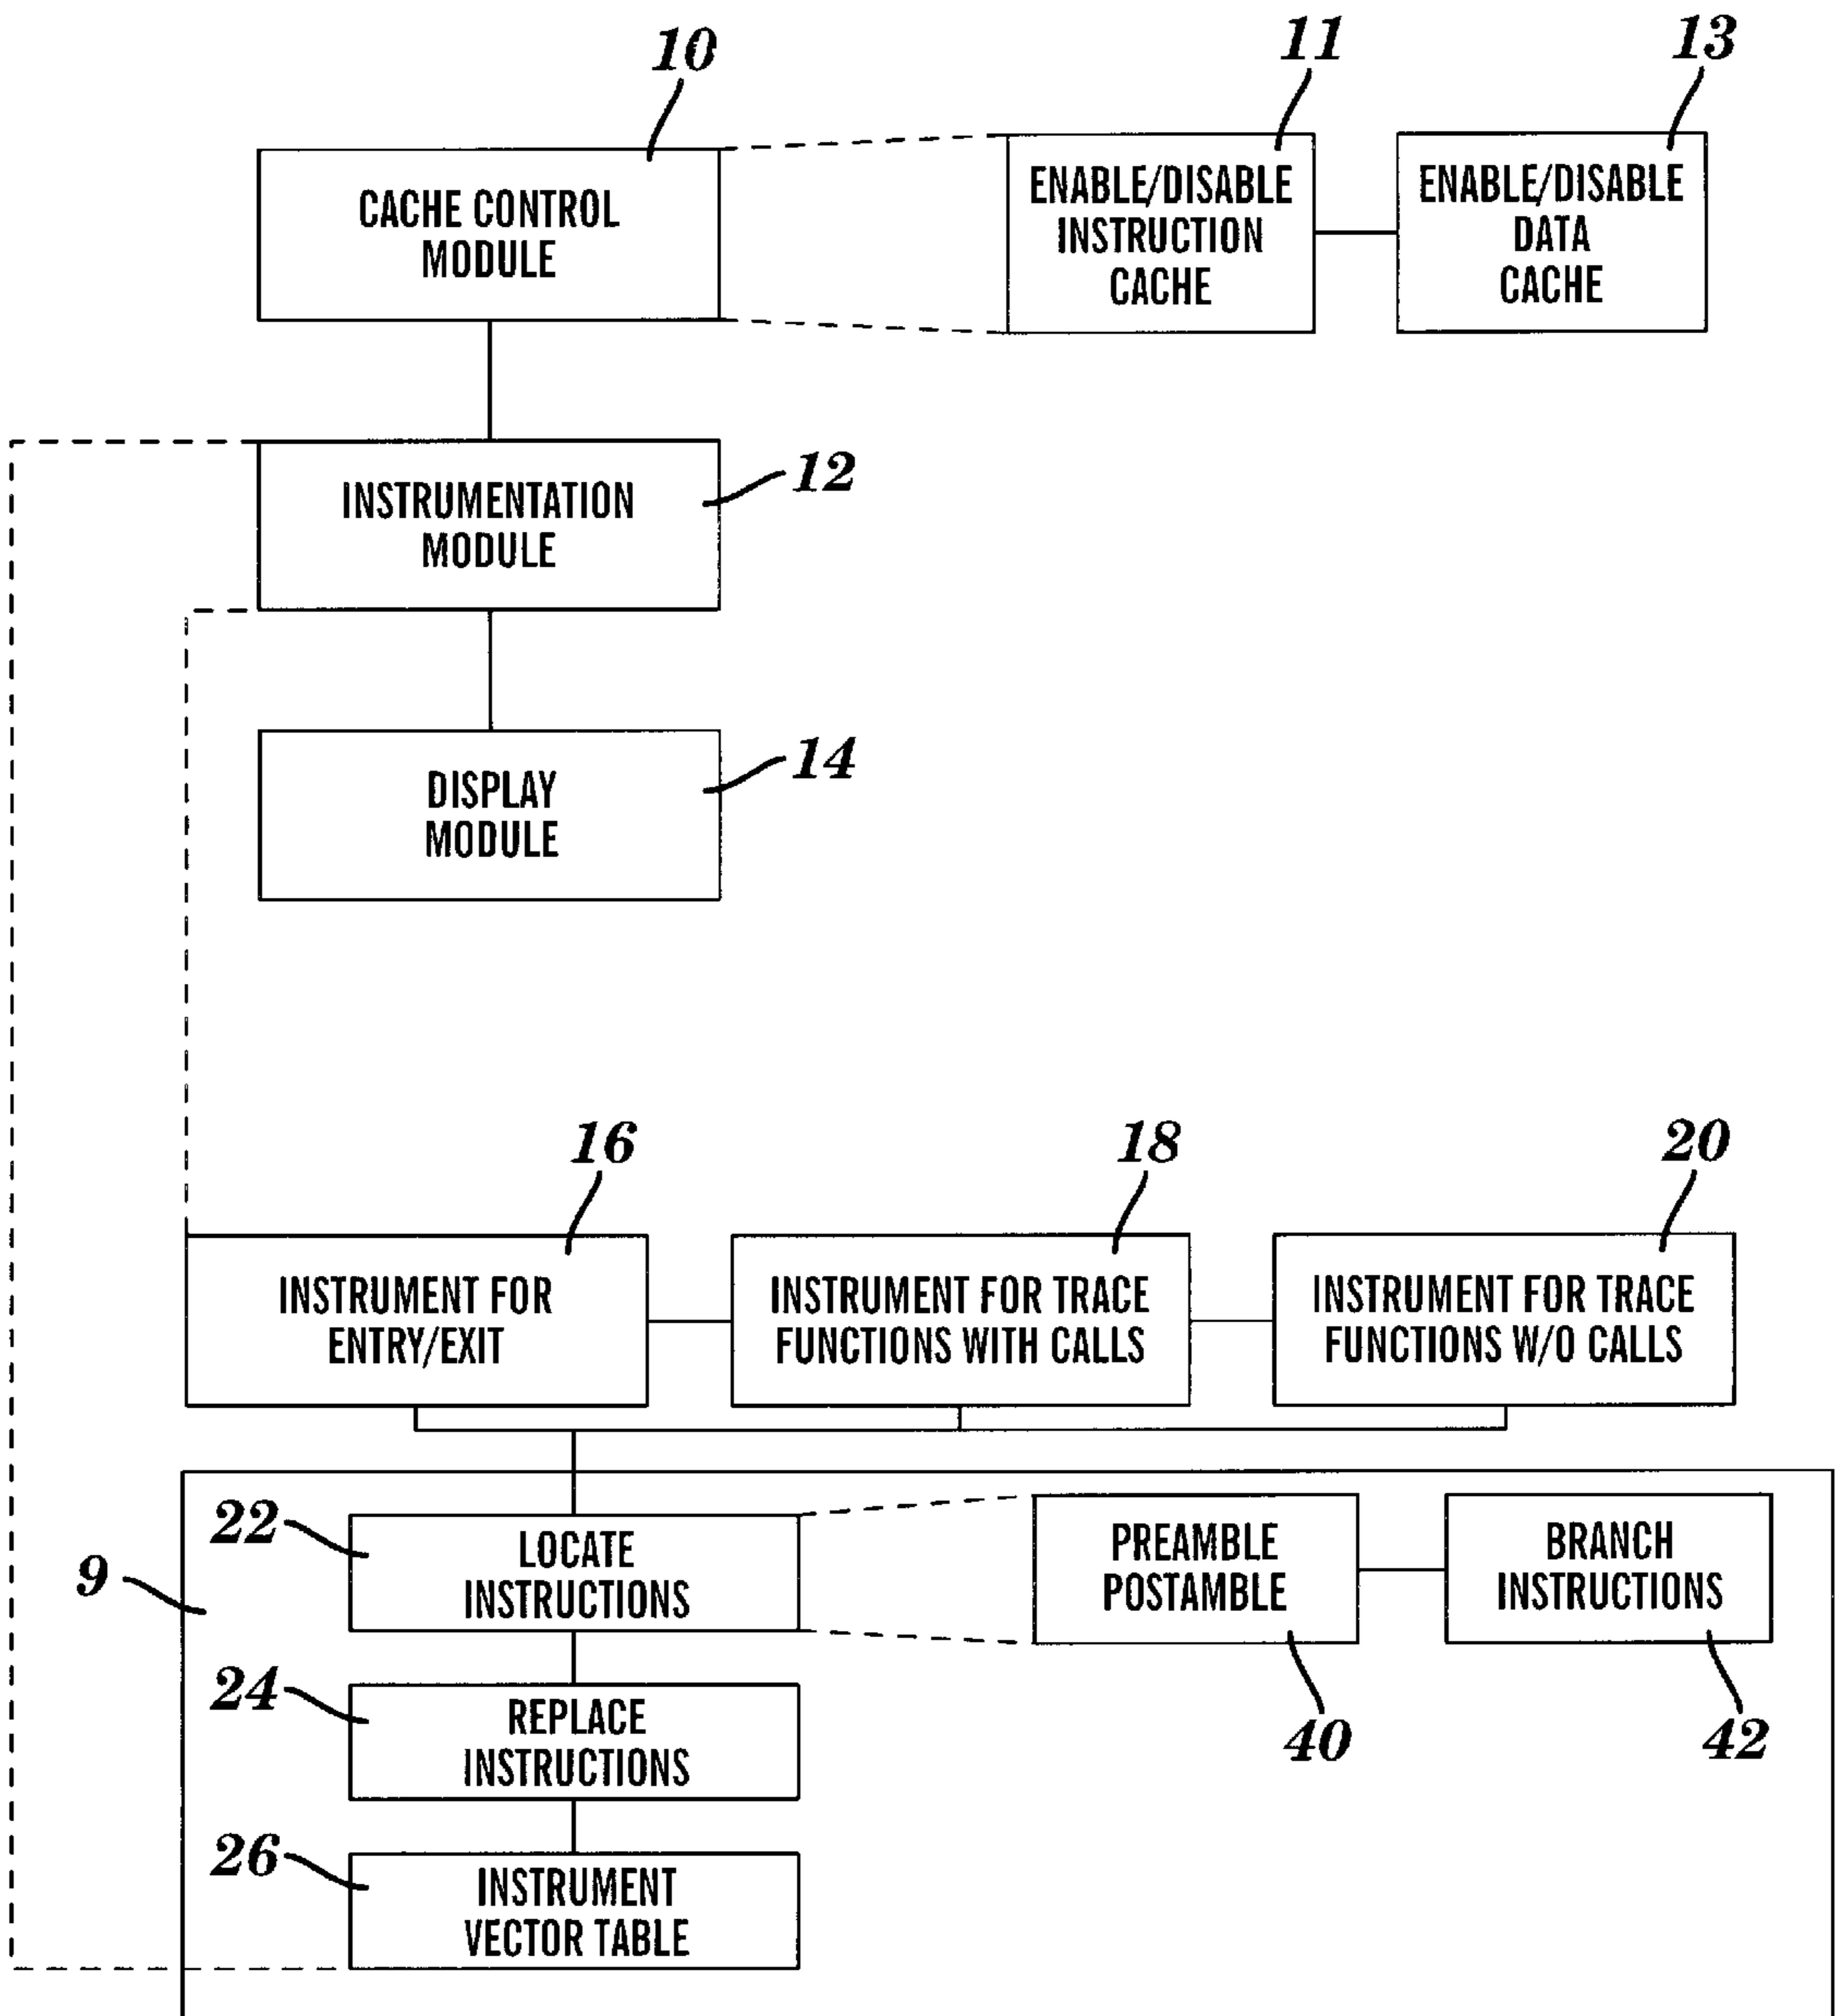 10
11
13
CACHE CONTROL
MODULE
ENABLE/DISABLE
INSTRUCTION
CACHE
ENABLE/DISABLE
DATA
CACHE
INSTRUMENTATION
MODULE
12
DISPLAY
MODULE
14
16
18
20
INSTRUMENT FOR
ENTRY/EXIT
INSTRUMENT FOR TRACE
FUNCTIONS WITH CALLS
INSTRUMENT FOR TRACE
FUNCTIONS W/O CALLS
9
22
LOCATE
INSTRUCTIONS
PREAMBLE
POSTAMBLE
BRANCH
INSTRUCTIONS
24
REPLACE
INSTRUCTIONS
40
42
26
INSTRUMENT
VECTOR TABLE